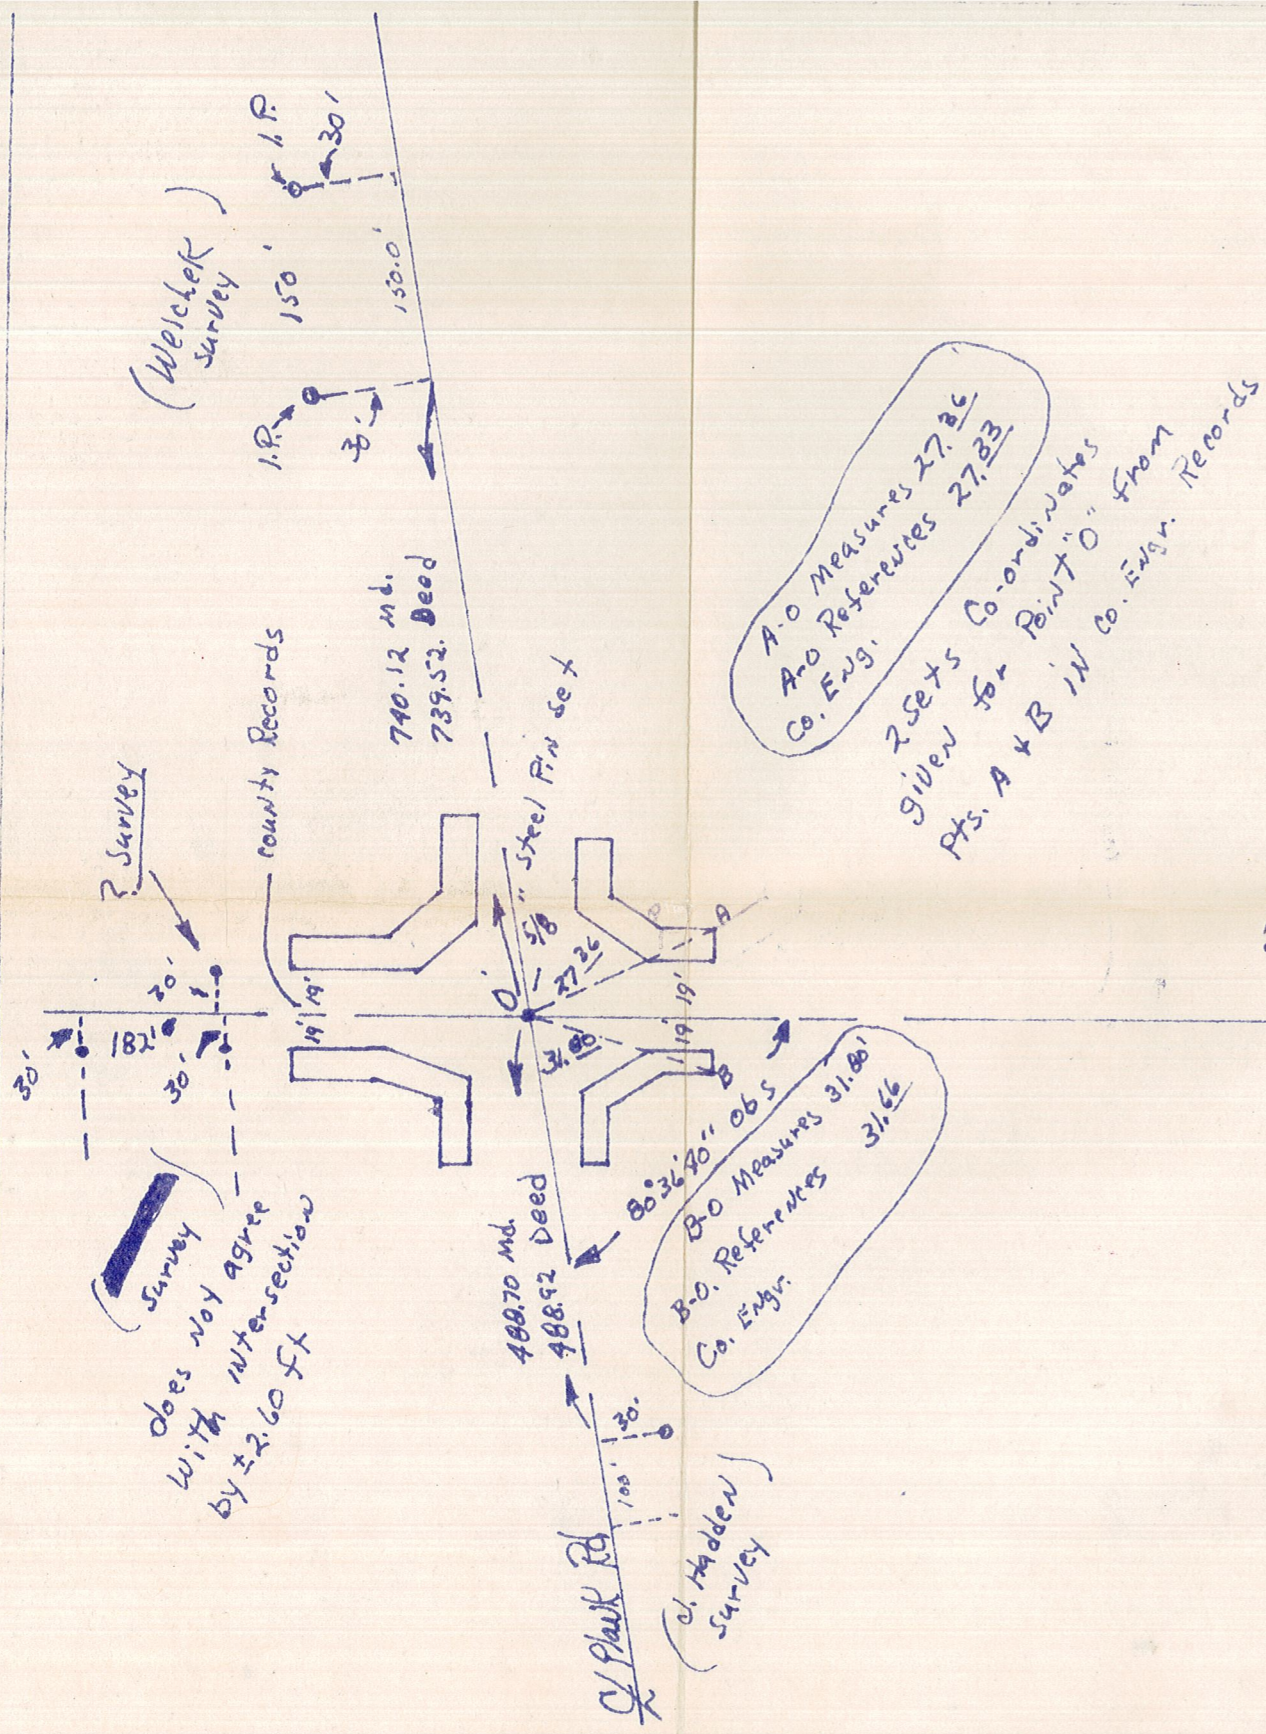 (Welcher
survey)
I.P.
150'
I.P.
30'
30'
150.0'
? Survey
County Records
740.12 Md.
739.52. Deed
30'
182'
30'
30'
19' 19'
O
5/8" Steel Pin Set
27.36
31.80'
19' 19'
A
B
(
survey)
does not agree
with intersection
by ±2.60 ft
488.70 Md.
488.92 Deed
80° 36' 20" Obs
B-O Measures 31.80'
B-O. References 31.66
Co. Engr.
A-O Measures 27.36
A-O References 27.33
Co. Eng.
2 Sets Co-ordinates
given for Point "O" from
Pts. A & B in Co. Engr. Records
C/L Plank Rd
100'
30'
(J. Hadden
Survey)